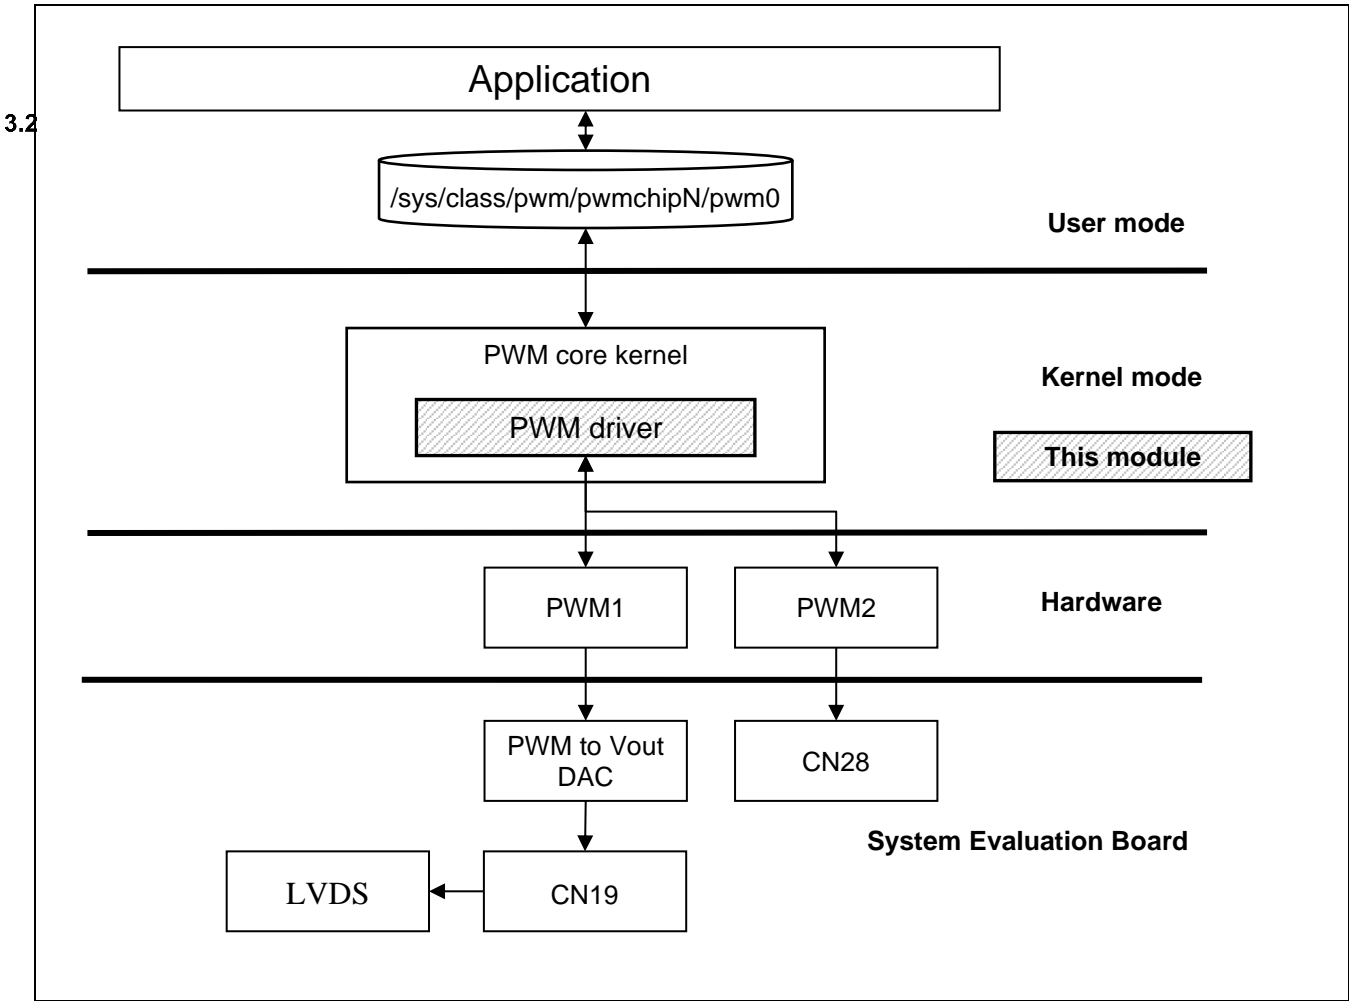 Application
3.2
/sys/class/pwm/pwmchipN/pwm0
User mode
PWM core kernel
Kernel mode
PWM driver
This module
PWM1
PWM2
Hardware
PWM to Vout
DAC
CN28
System Evaluation Board
LVDS
CN19